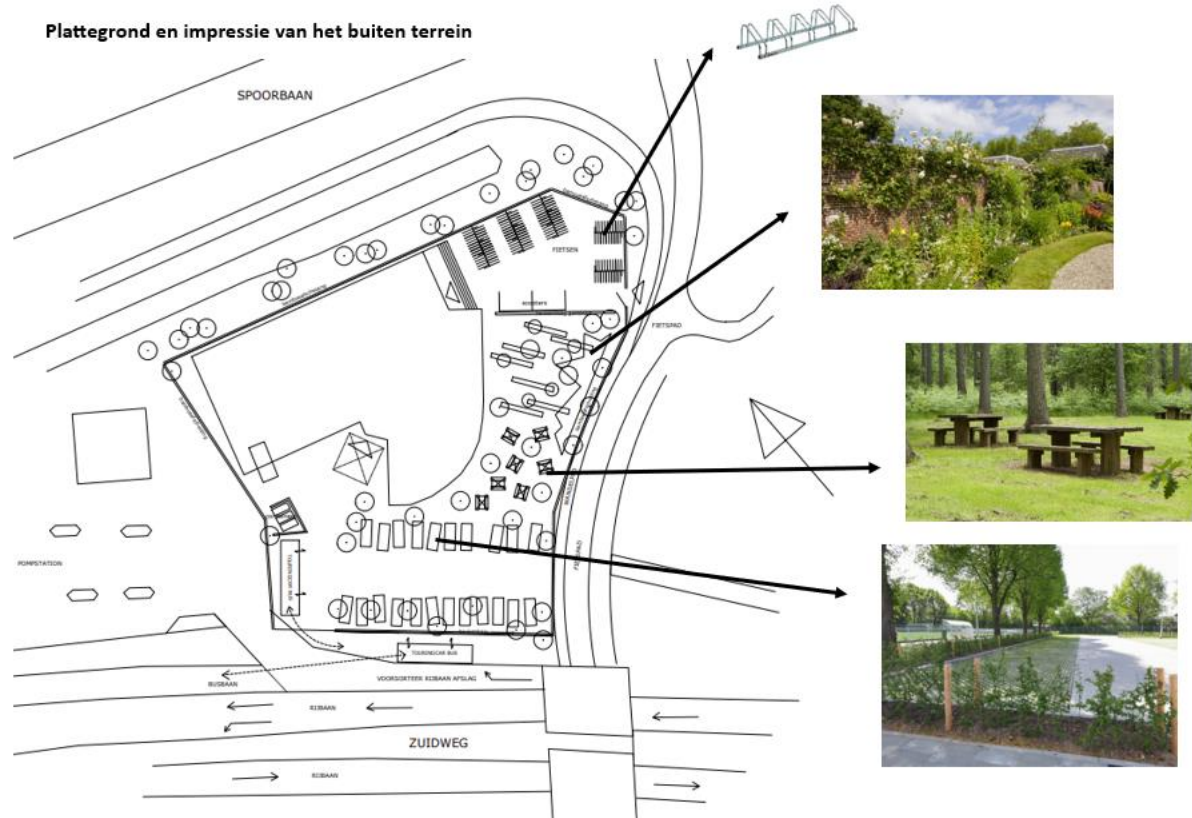 Plattegrond en impressie van het buiten terrein
SPOORBAAN
FIETSEN
scooters
FIETSPAD
FIETSPAD
POMPSTATION
TOURINGCAR BUS
TOURINGCAR BUS
VOORSORTEER RIJBAAN AFSLAG
BUSBAAN
RIJBAAN
ZUIDWEG
RIJBAAN